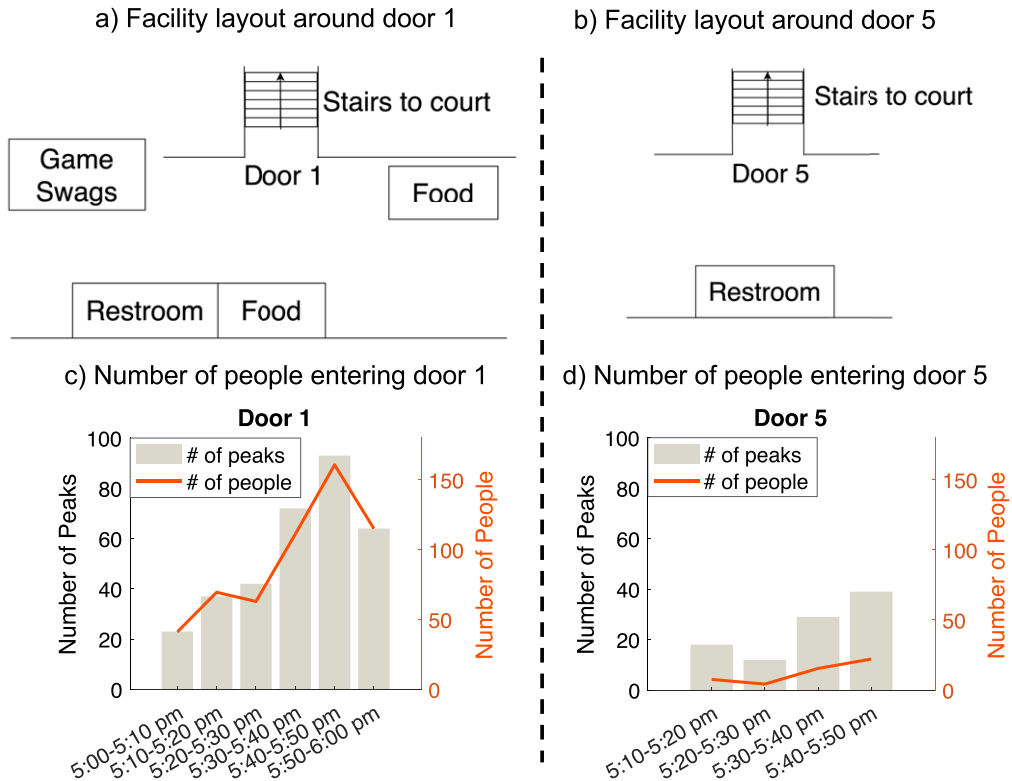 a) Facility layout around door 1
Stairs to court
Game
Swags
Door 1
Food
Restroom
Food
b) Facility layout around door 5
Stairs to court
Door 5
Restroom
c) Number of people entering door 1
Door 1
100
80
60
40
20
0
Number of Peaks
# of peaks
# of people
150
100
50
0
Number of People
5:00-5:10 pm
5:10-5:20 pm
5:20-5:30 pm
5:30-5:40 pm
5:40-5:50 pm
5:50-6:00 pm
d) Number of people entering door 5
Door 5
100
80
60
40
20
0
Number of Peaks
# of peaks
# of people
150
100
50
0
Number of People
5:10-5:20 pm
5:20-5:30 pm
5:30-5:40 pm
5:40-5:50 pm